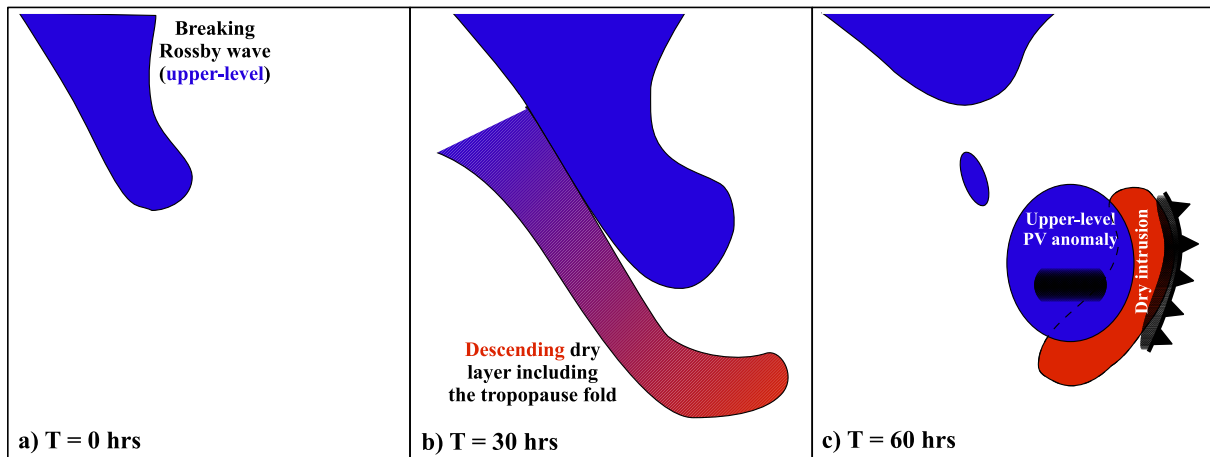 Breaking
Rossby wave
(upper-level)
a) T = 0 hrs
Descending dry
layer including
the tropopause fold
b) T = 30 hrs
Upper-level
PV anomaly
Dry intrusion
c) T = 60 hrs